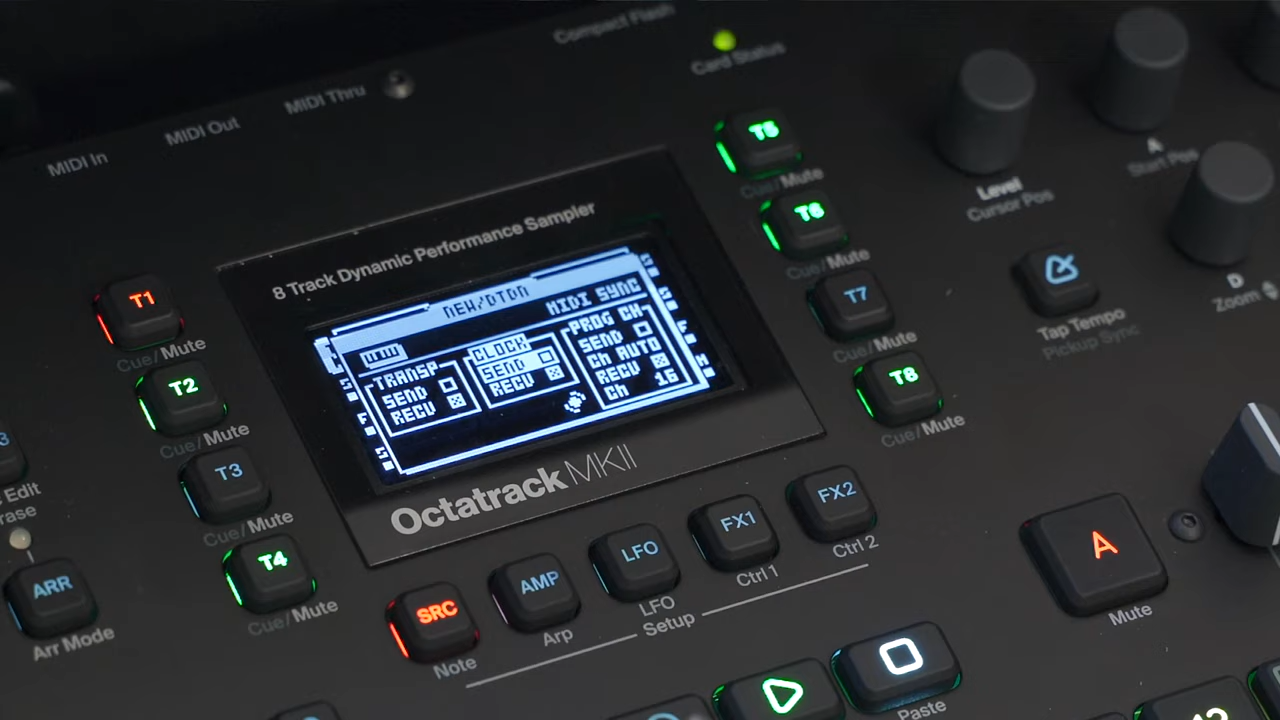 Compact Flash
Card Status
MIDI Thru
MIDI Out
MIDI In
T5
Cue/Mute
T6
Cue/Mute
T7
Cue/Mute
T8
Cue/Mute
Level
Cursor Pos
A
Start Pos
D
Zoom
Tap Tempo
Pickup Sync
8 Track Dynamic Performance Sampler
MIDI SYNC
TRANSP
SEND
RECV
CLOCK
SEND
RECV
PROG CH
SEND
Ch AUTO
RECV
Ch 16
Octatrack MKII
T1
Cue/Mute
T2
Cue/Mute
T3
Cue/Mute
T4
Cue/Mute
Edit
ARR
Arr Mode
SRC
Note
AMP
Arp
LFO
LFO
Setup
FX1
Ctrl 1
FX2
Ctrl 2
A
Mute
Paste